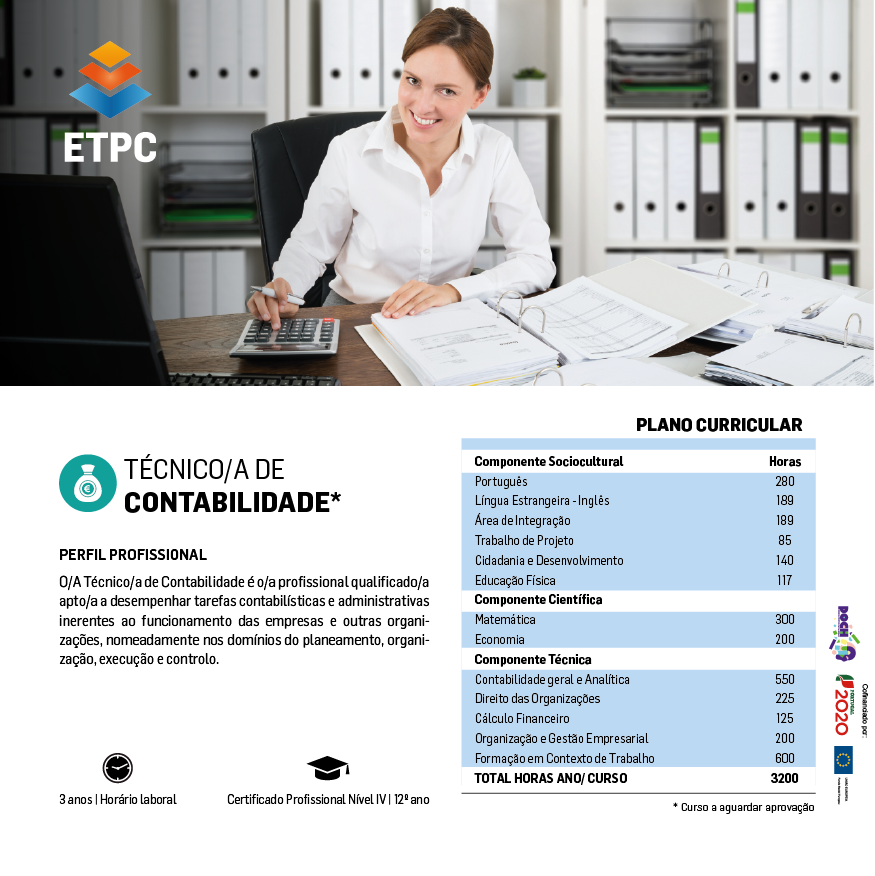 ETPC
TÉCNICO/A DE
CONTABILIDADE*
PERFIL PROFISSIONAL
O/A Técnico/a de Contabilidade é o/a profissional qualificado/a
apto/a a desempenhar tarefas contabilísticas e administrativas
inerentes ao funcionamento das empresas e outras organi-
zações, nomeadamente nos domínios do planeamento, organi-
zação, execução e controlo.
3 anos | Horário laboral
Certificado Profissional Nível IV | 12º ano
PLANO CURRICULAR
Componente Sociocultural Horas
Português 280
Língua Estrangeira - Inglês 189
Área de Integração 189
Trabalho de Projeto 85
Cidadania e Desenvolvimento 140
Educação Física 117
Componente Científica
Matemática 300
Economia 200
Componente Técnica
Contabilidade geral e Analítica 550
Direito das Organizações 225
Cálculo Financeiro 125
Organização e Gestão Empresarial 200
Formação em Contexto de Trabalho 600
TOTAL HORAS ANO/ CURSO 3200
* Curso a aguardar aprovação
Cofinanciado por:
POCH
PORTUGAL
2020